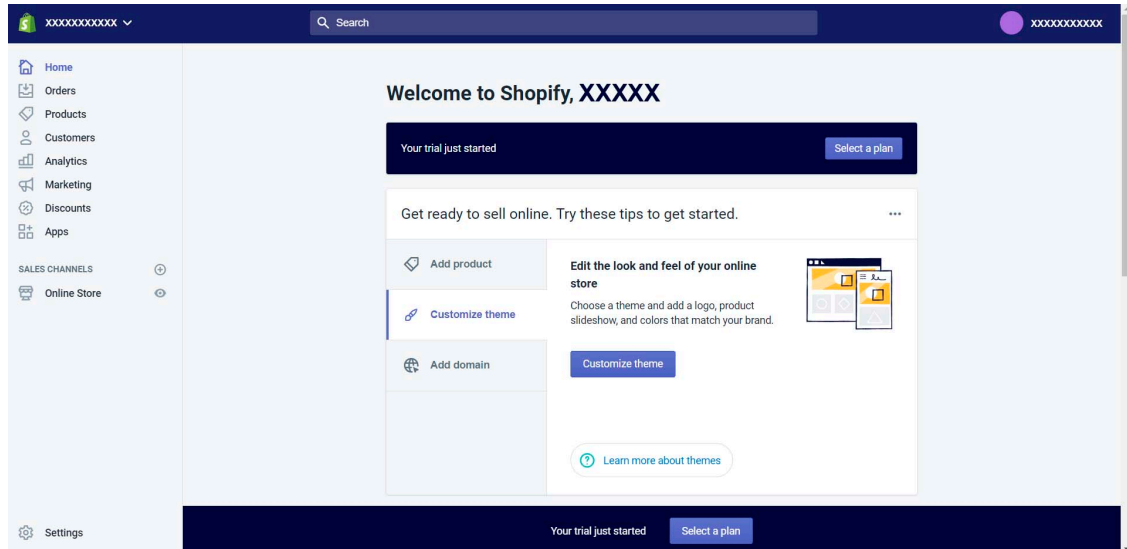 XXXXXXXXXXX
Search
XXXXXXXXXXX
Home
Orders
Products
Customers
Analytics
Marketing
Discounts
Apps
SALES CHANNELS
Online Store
Settings
Welcome to Shopify, XXXXX
Your trial just started
Select a plan
Get ready to sell online. Try these tips to get started.
Add product
Customize theme
Add domain
Edit the look and feel of your online
store
Choose a theme and add a logo, product
slideshow, and colors that match your brand.
Customize theme
Learn more about themes
Your trial just started
Select a plan